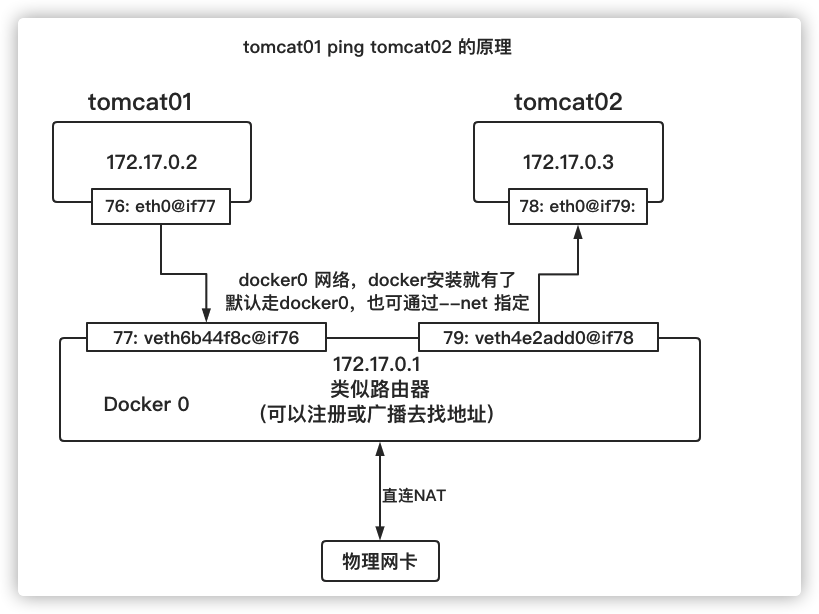 tomcat01 ping tomcat02 的原理
tomcat01
tomcat02
172.17.0.2
172.17.0.3
76: eth0@if77
78: eth0@if79:
docker0 网络，docker安装就有了
默认走docker0，也可通过--net 指定
77: veth6b44f8c@if76
79: veth4e2add0@if78
172.17.0.1
类似路由器
Docker 0
（可以注册或广播去找地址）
直连NAT
物理网卡